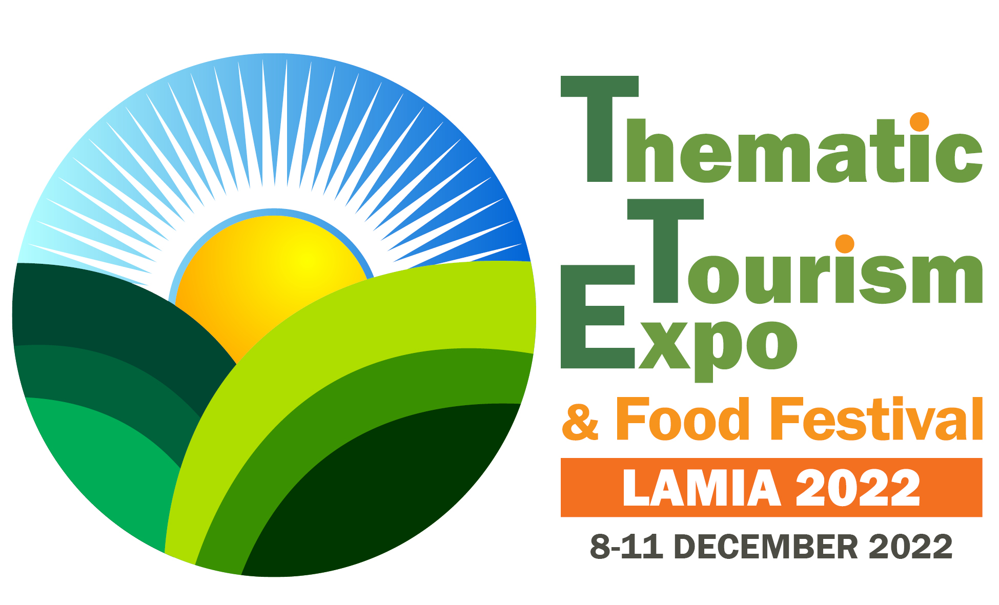 Thematic
Tourism
Expo
& Food Festival
LAMIA 2022
8-11 DECEMBER 2022